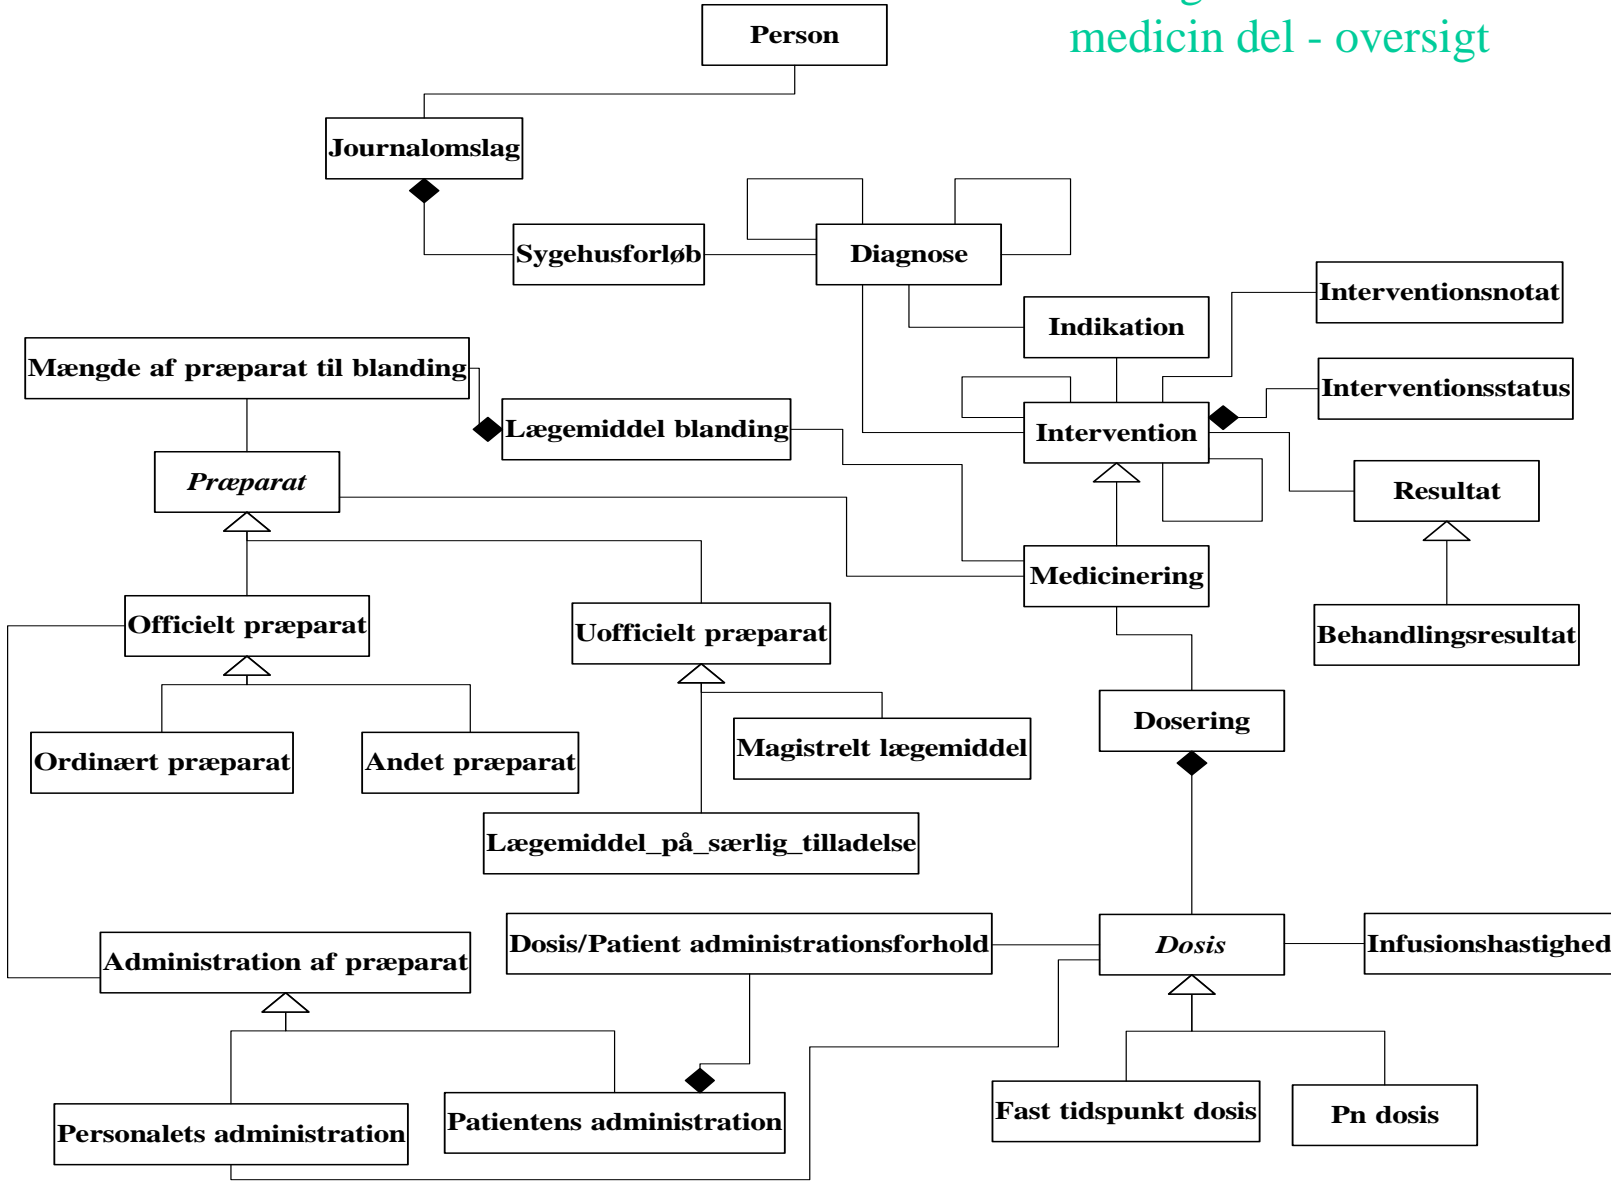 medicin del - oversigt
Person
Journalomslag
Sygehusforløb
Diagnose
Interventionsnotat
Indikation
Mængde af præparat til blanding
Interventionsstatus
Lægemiddel blanding
Intervention
Præparat
Resultat
Medicinering
Officielt præparat
Uofficielt præparat
Behandlingsresultat
Dosering
Ordinært præparat
Andet præparat
Magistrelt lægemiddel
Lægemiddel_på_særlig_tilladelse
Dosis/Patient administrationsforhold
Dosis
Infusionshastighed
Administration af præparat
Fast tidspunkt dosis
Pn dosis
Patientens administration
Personalets administration